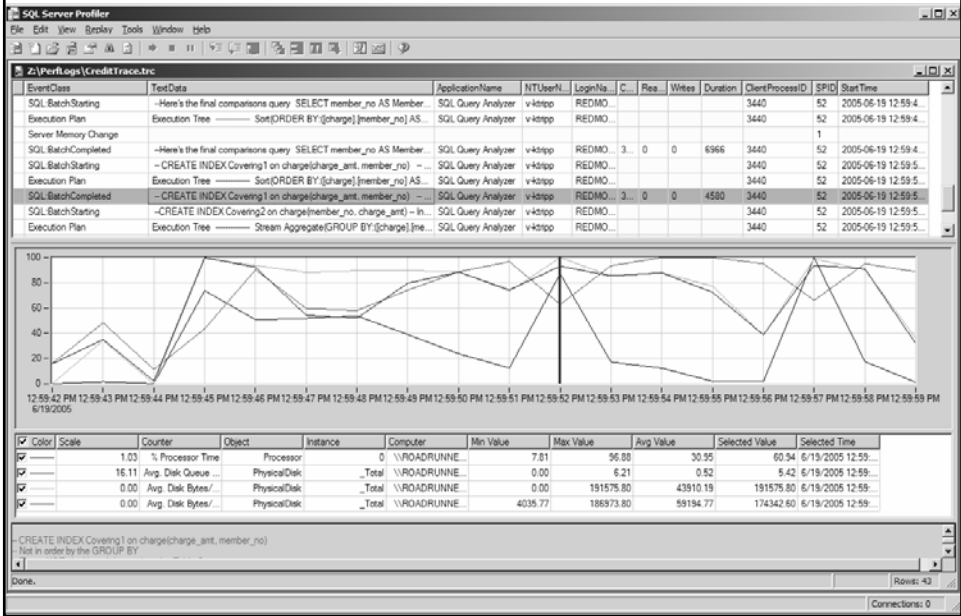 SQL Server Profiler
File Edit View Replay Tools Window Help
Z:\PerfLogs\CreditTrace.trc
EventClass TextData ApplicationName NTUserN... LoginNa... C... Rea... Writes Duration ClientProcessID SPID StartTime
SQL:BatchStarting --Here's the final comparisons query SELECT member_no AS Member... SQL Query Analyzer v-ktripp REDMO... 3440 52 2005-06-19 12:59:4...
Execution Plan Execution Tree -------------- Sort(ORDER BY:([charge].[member_no] AS... SQL Query Analyzer v-ktripp REDMO... 3440 52 2005-06-19 12:59:4...
Server Memory Change 1
SQL:BatchCompleted --Here's the final comparisons query SELECT member_no AS Member... SQL Query Analyzer v-ktripp REDMO... 3... 0 0 6966 3440 52 2005-06-19 12:59:4...
SQL:BatchStarting -- CREATE INDEX Covering1 on charge(charge_amt, member_no) -- ... SQL Query Analyzer v-ktripp REDMO... 3440 52 2005-06-19 12:59:5...
Execution Plan Execution Tree -------------- Sort(ORDER BY:([charge].[member_no] AS... SQL Query Analyzer v-ktripp REDMO... 3440 52 2005-06-19 12:59:5...
SQL:BatchCompleted -- CREATE INDEX Covering1 on charge(charge_amt, member_no) -- ... SQL Query Analyzer v-ktripp REDMO... 3... 0 0 4580 3440 52 2005-06-19 12:59:5...
SQL:BatchStarting --CREATE INDEX Covering2 on charge(member_no, charge_amt) -- In... SQL Query Analyzer v-ktripp REDMO... 3440 52 2005-06-19 12:59:5...
Execution Plan Execution Tree -------------- Stream Aggregate(GROUP BY:([charge].[me... SQL Query Analyzer v-ktripp REDMO... 3440 52 2005-06-19 12:59:5...
100
80
60
40
20
0
12:59:42 PM 12:59:43 PM 12:59:44 PM 12:59:45 PM 12:59:46 PM 12:59:47 PM 12:59:48 PM 12:59:49 PM 12:59:50 PM 12:59:51 PM 12:59:52 PM 12:59:53 PM 12:59:54 PM 12:59:55 PM 12:59:56 PM 12:59:57 PM 12:59:58 PM 12:59:59 PM
6/19/2005
Color Scale Counter Object Instance Computer Min Value Max Value Avg Value Selected Value Selected Time
1.03 % Processor Time Processor 0 \\ROADRUNNE... 7.81 96.88 30.95 60.94 6/19/2005 12:59:...
16.11 Avg. Disk Queue ... PhysicalDisk _Total \\ROADRUNNE... 0.00 6.21 0.52 5.42 6/19/2005 12:59:...
0.00 Avg. Disk Bytes/... PhysicalDisk _Total \\ROADRUNNE... 0.00 191575.80 43910.19 191575.80 6/19/2005 12:59:...
0.00 Avg. Disk Bytes/... PhysicalDisk _Total \\ROADRUNNE... 4035.77 186973.80 59194.77 174342.60 6/19/2005 12:59:...
-- CREATE INDEX Covering1 on charge(charge_amt, member_no)
-- Not in order by the GROUP BY
Done. Rows: 43
Connections: 0